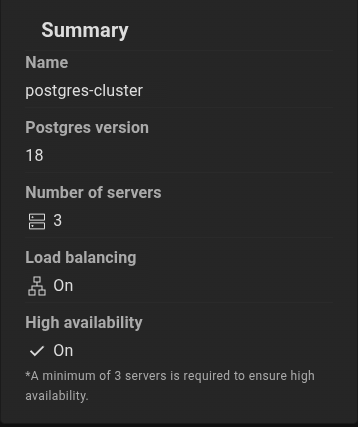 Summary
Name
postgres-cluster
Postgres version
18
Number of servers
3
Load balancing
On
High availability
On
*A minimum of 3 servers is required to ensure high
availability.